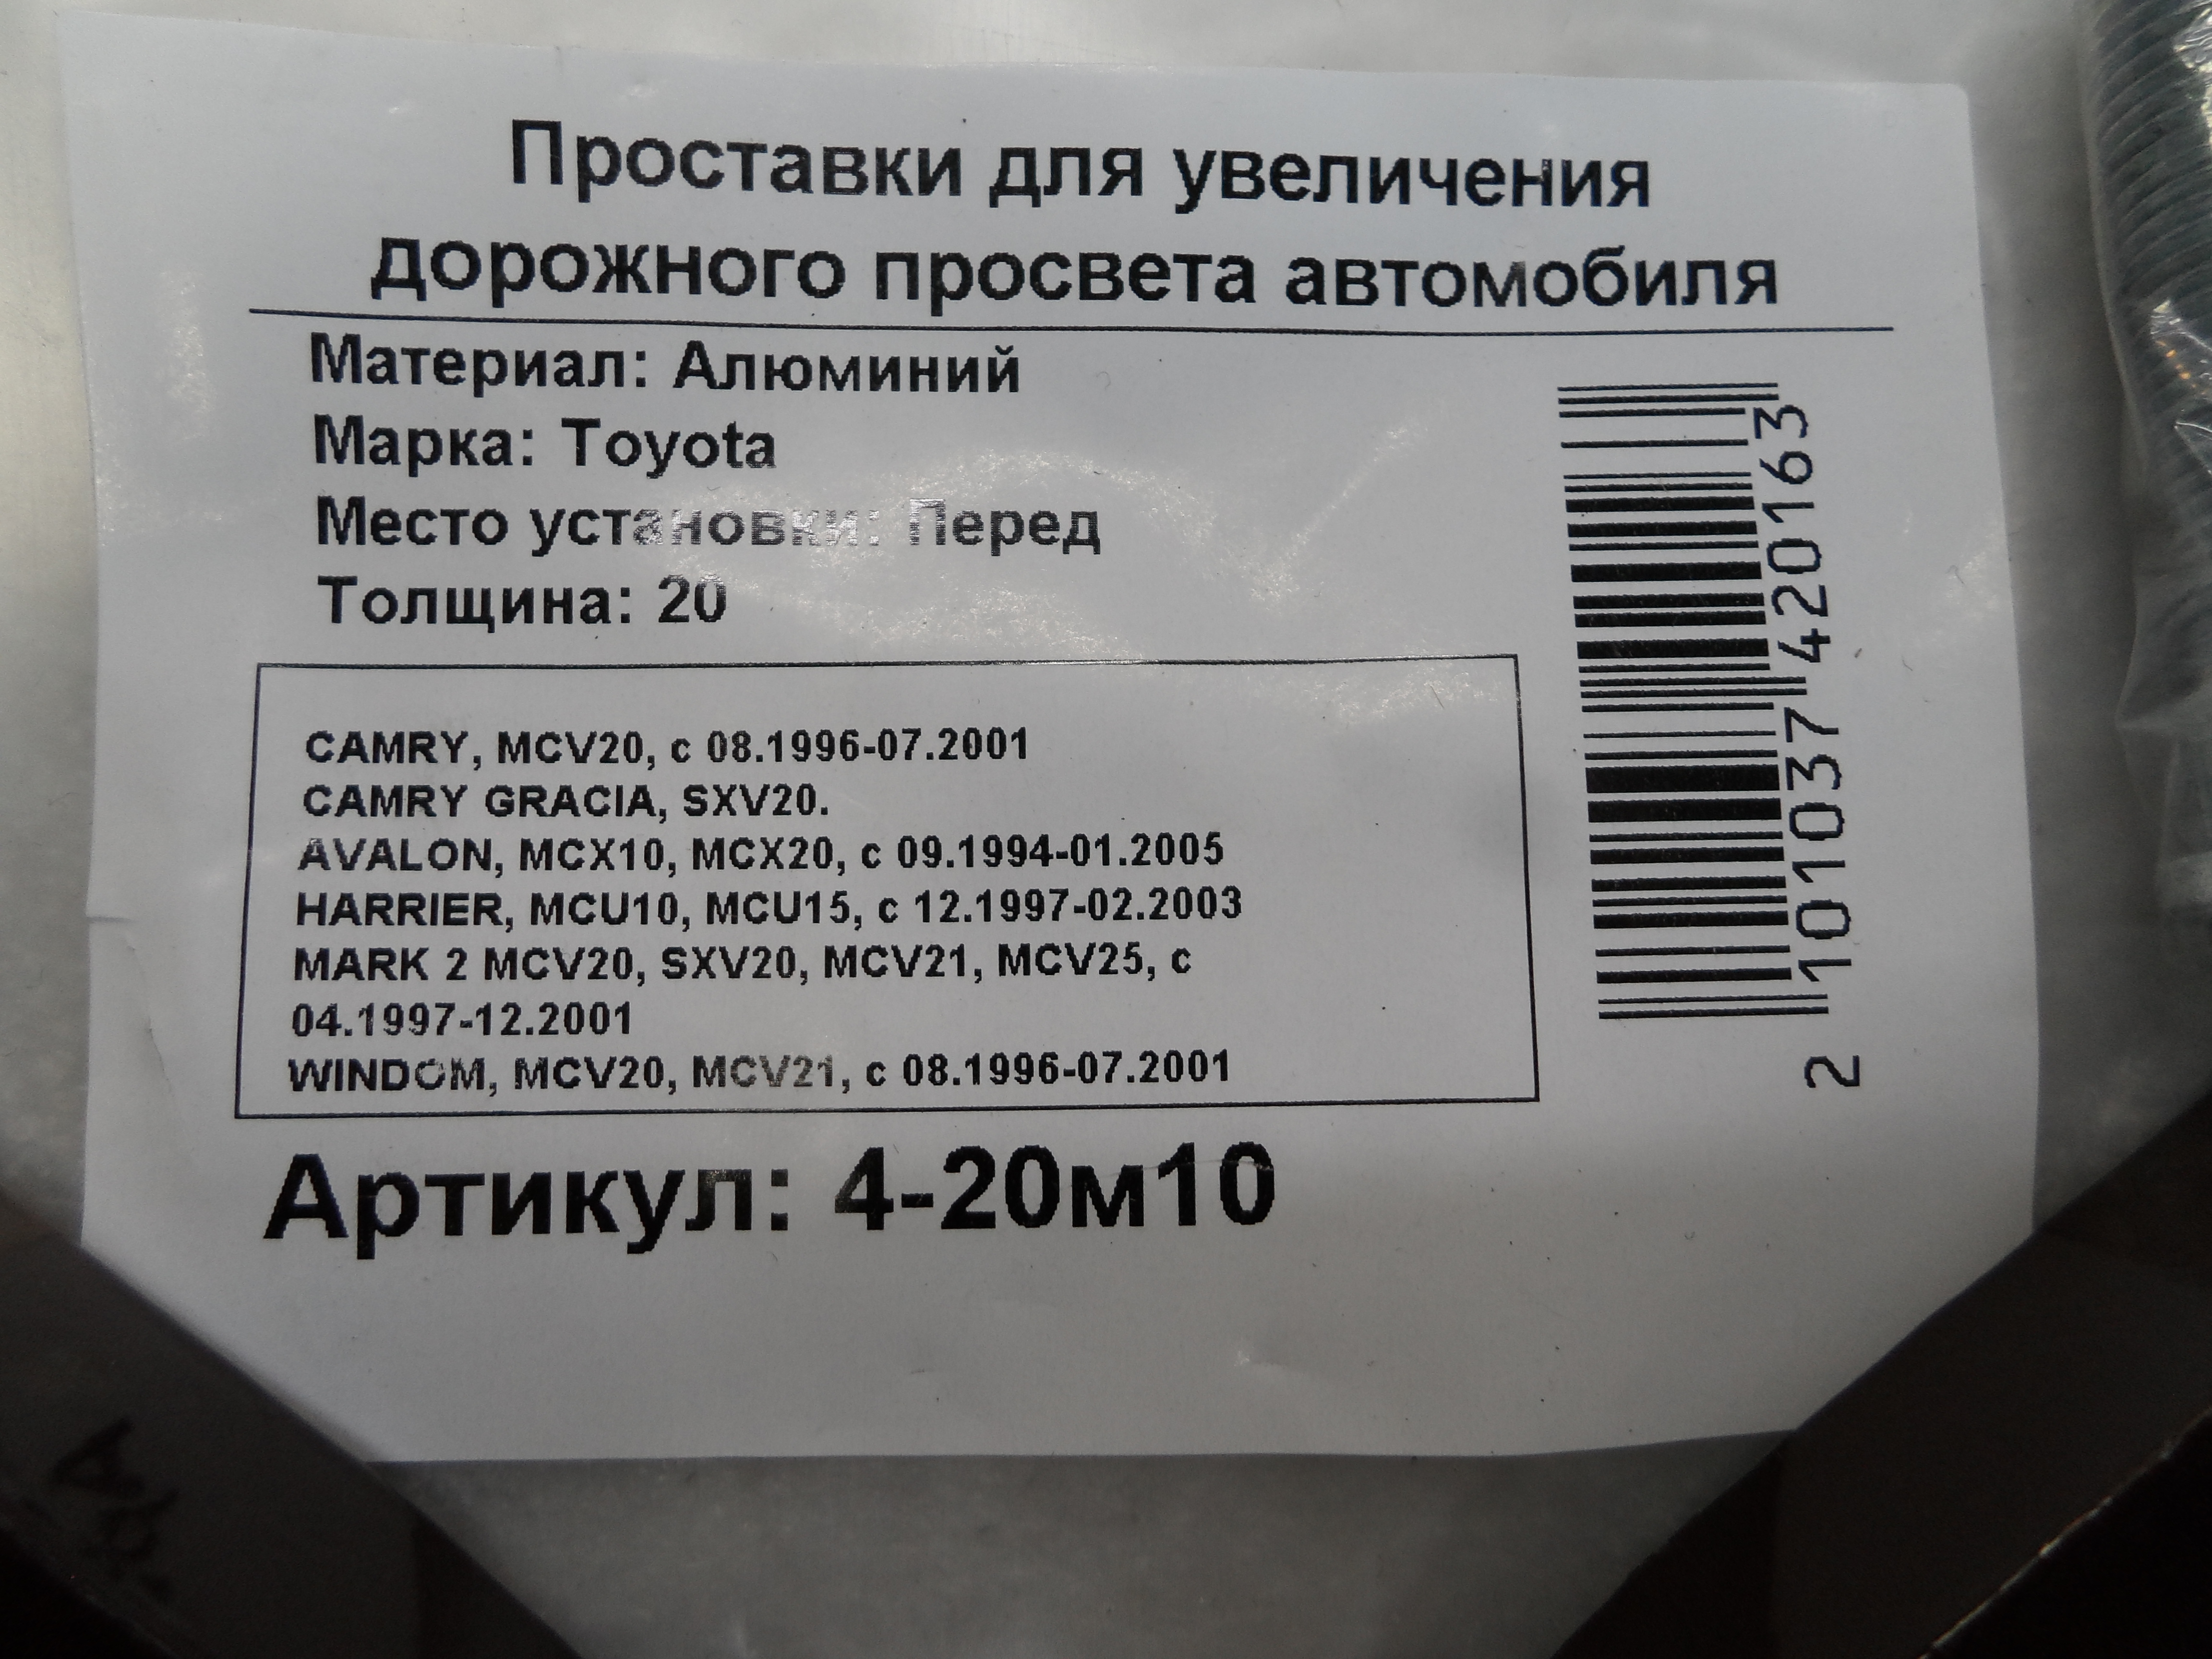 Проставки для увеличения
дорожного просвета автомобиля
Материал: Алюминий
Марка: Toyota
Место установки: Перед
Толщина: 20
CAMRY, MCV20, с 08.1996-07.2001
CAMRY GRACIA, SXV20.
AVALON, MCX10, MCX20, с 09.1994-01.2005
HARRIER, MCU10, MCU15, с 12.1997-02.2003
MARK 2 MCV20, SXV20, MCV21, MCV25, с
04.1997-12.2001
WINDOM, MCV20, MCV21, с 08.1996-07.2001
Артикул: 4-20м10
2 101037 420163